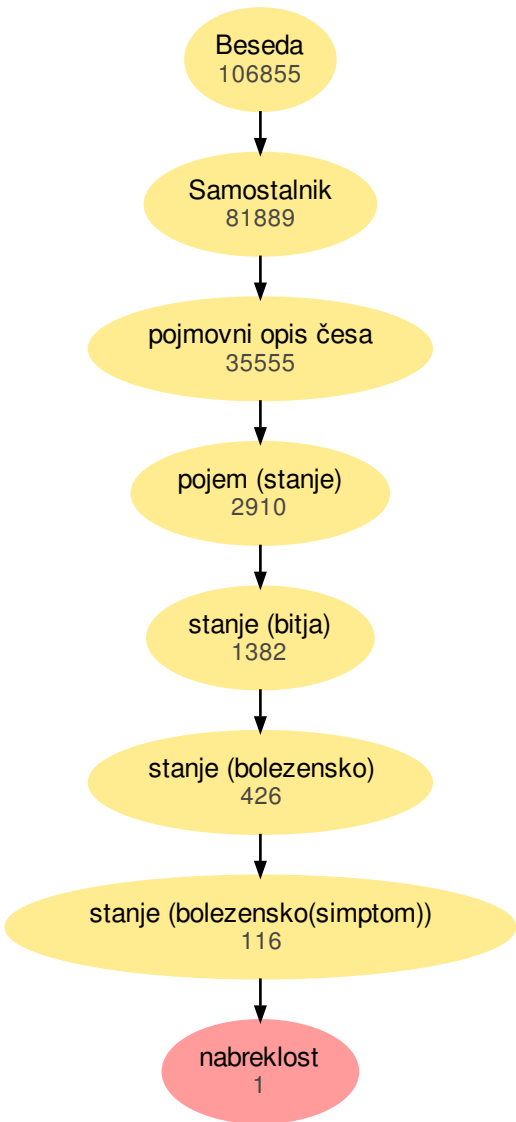 Beseda
106855
Samostalnik
81889
pojmovni opis česa
35555
pojem (stanje)
2910
stanje (bitja)
1382
stanje (bolezensko)
426
stanje (bolezensko(simptom))
116
nabreklost
1